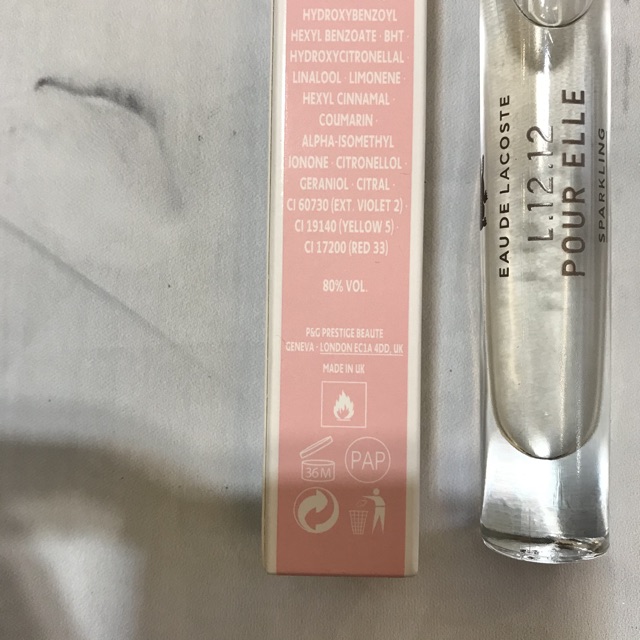 HYDROXYBENZOYL
HEXYL BENZOATE · BHT ·
HYDROXYCITRONELLAL
LINALOOL · LIMONENE ·
HEXYL CINNAMAL ·
COUMARIN ·
ALPHA-ISOMETHYL
IONONE · CITRONELLOL ·
GERANIOL · CITRAL ·
CI 60730 (EXT. VIOLET 2) ·
CI 19140 (YELLOW 5) ·
CI 17200 (RED 33)
80% VOL.
P&G PRESTIGE BEAUTE
GENEVA - LONDON EC1A 4DD, UK
MADE IN UK
36M
PAP
EAU DE LACOSTE
L.12.12
POUR ELLE
SPARKLING